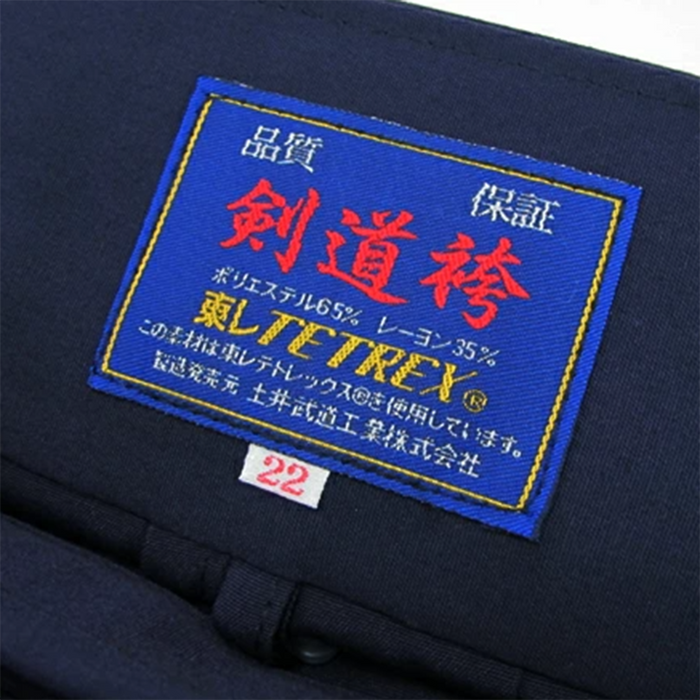 品質 保証
剣道袴
ポリエステル65% レーヨン35%
東レTETREX®
この素材は東レテトレックス®を使用しています。
製造発売元 土井武道工業株式会社
22